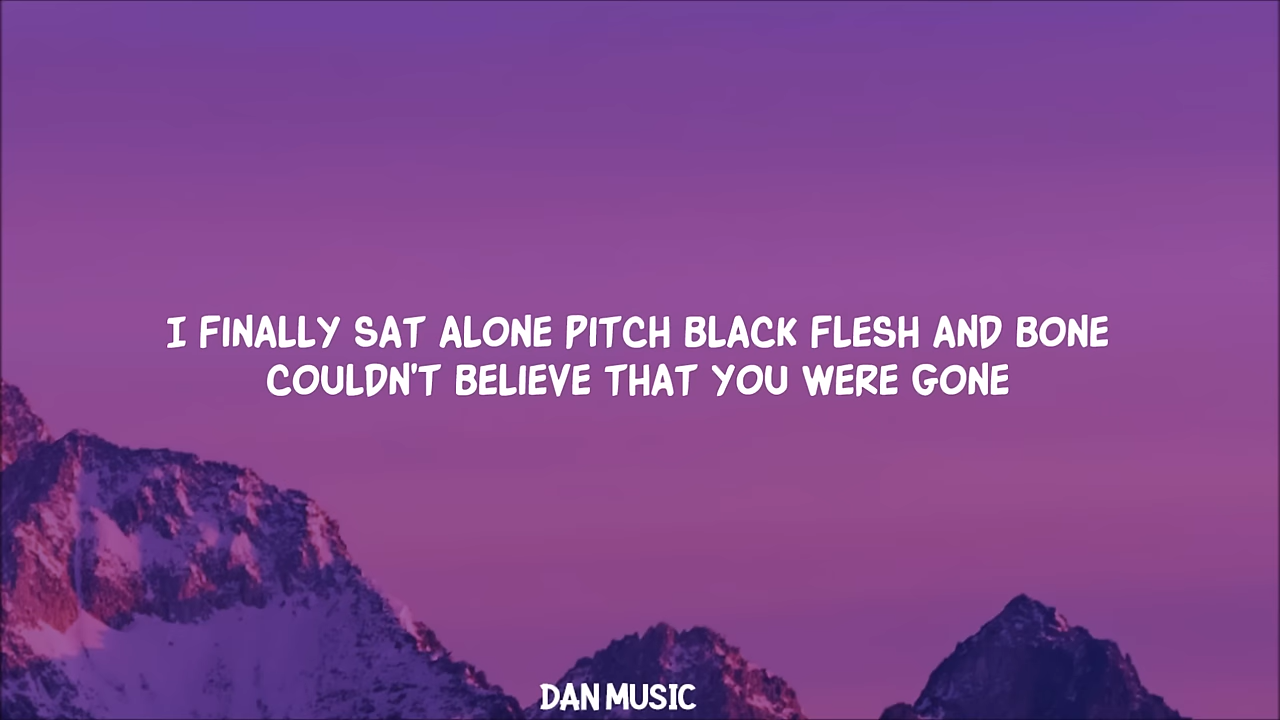 I FINALLY SAT ALONE PITCH BLACK FLESH AND BONE
COULDN'T BELIEVE THAT YOU WERE GONE
DAN MUSIC